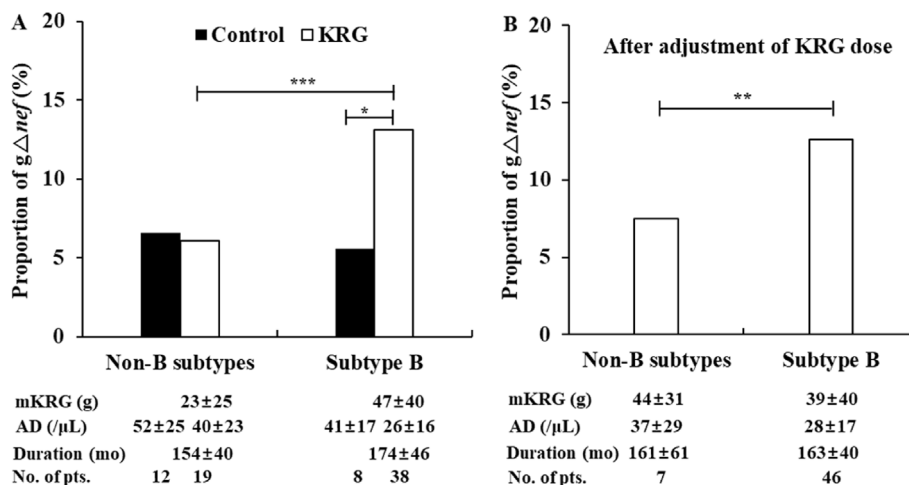 A
Control KRG
Proportion of g△nef (%)
20
15
10
5
0
***
*
Non-B subtypes Subtype B
mKRG (g) 23±25 47±40
AD (/μL) 52±25 40±23 41±17 26±16
Duration (mo) 154±40 174±46
No. of pts. 12 19 8 38
B
After adjustment of KRG dose
Proportion of g△nef (%)
20
15
10
5
0
**
Non-B subtypes Subtype B
mKRG (g) 44±31 39±40
AD (/μL) 37±29 28±17
Duration (mo) 161±61 163±40
No. of pts. 7 46